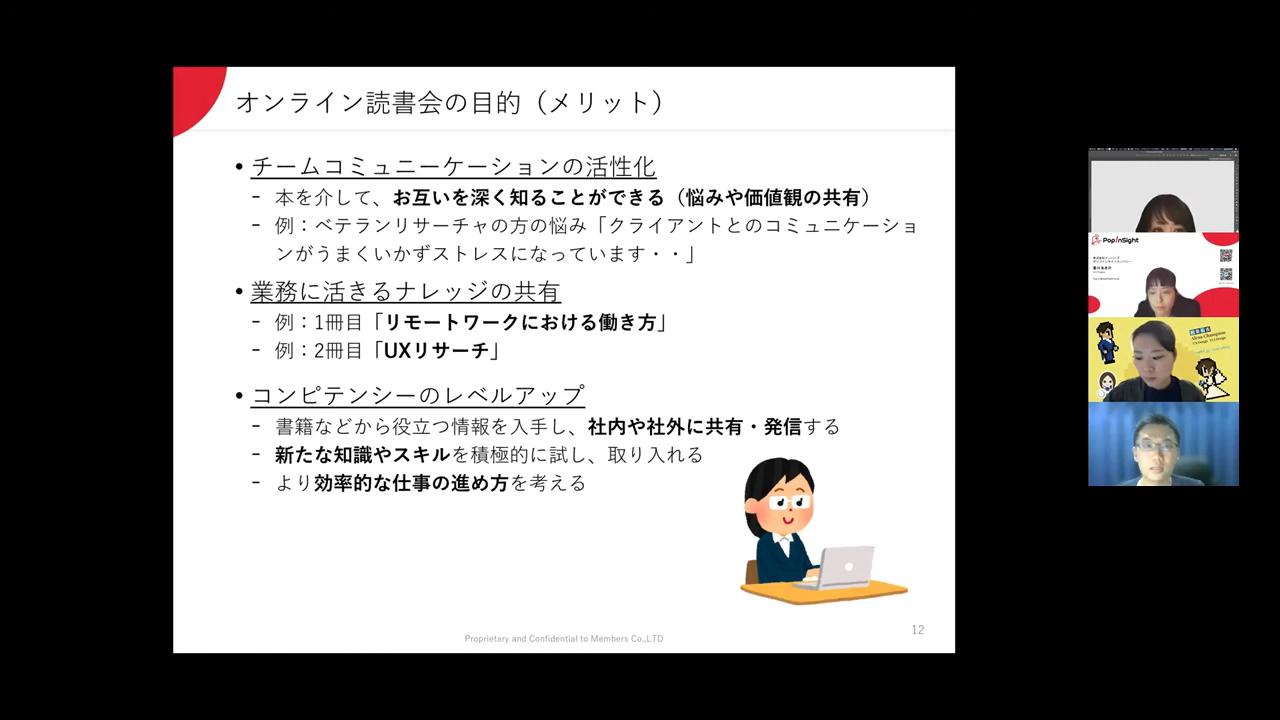 オンライン読書会の目的（メリット）
• チームコミュニーケーションの活性化
- 本を介して、お互いを深く知ることができる（悩みや価値観の共有）
- 例：ベテランリサーチャの方の悩み「クライアントとのコミュニケーショ
ンがうまくいかずストレスになっています・・」
• 業務に活きるナレッジの共有
- 例：1冊目「リモートワークにおける働き方」
- 例：2冊目「UXリサーチ」
• コンピテンシーのレベルアップ
- 書籍などから役立つ情報を入手し、社内や社外に共有・発信する
- 新たな知識やスキルを積極的に試し、取り入れる
- より効率的な仕事の進め方を考える
Proprietary and Confidential to Members Co.,LTD
12
PopInSight
Alexa Champion